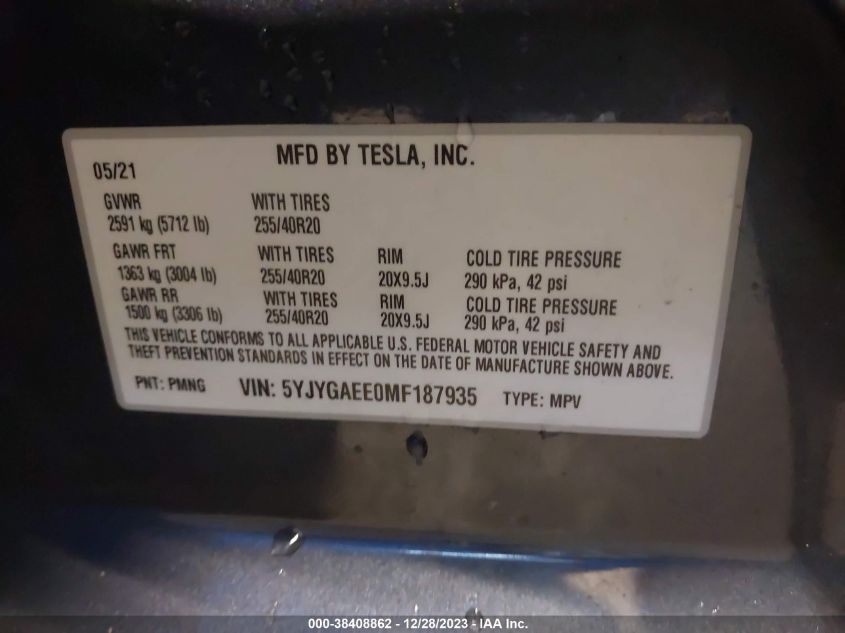 MFD BY TESLA, INC.
05/21
GVWR WITH TIRES
2591 kg (5712 lb) 255/40R20
GAWR FRT WITH TIRES RIM COLD TIRE PRESSURE
1363 kg (3004 lb) 255/40R20 20X9.5J 290 kPa, 42 psi
GAWR RR WITH TIRES RIM COLD TIRE PRESSURE
1500 kg (3306 lb) 255/40R20 20X9.5J 290 kPa, 42 psi
THIS VEHICLE CONFORMS TO ALL APPLICABLE U.S. FEDERAL MOTOR VEHICLE SAFETY AND
THEFT PREVENTION STANDARDS IN EFFECT ON THE DATE OF MANUFACTURE SHOWN ABOVE.
PNT: PMNG VIN: 5YJYGAEE0MF187935 TYPE: MPV
000-38408862 - 12/28/2023 - IAA Inc.